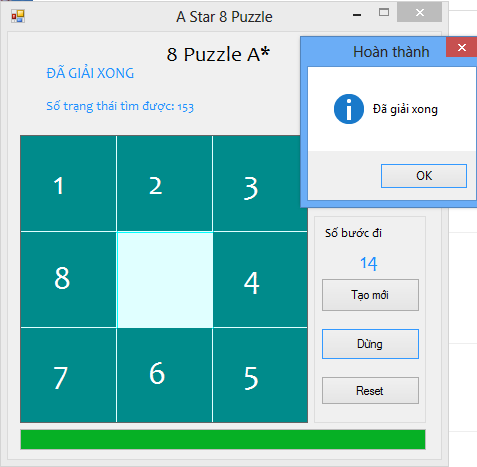 A Star 8 Puzzle
8 Puzzle A*
ĐÃ GIẢI XONG
Số trạng thái tìm được: 153
Hoàn thành
Đã giải xong
OK
1 2 3
8 4
7 6 5
Số bước đi
14
Tạo mới
Dừng
Reset